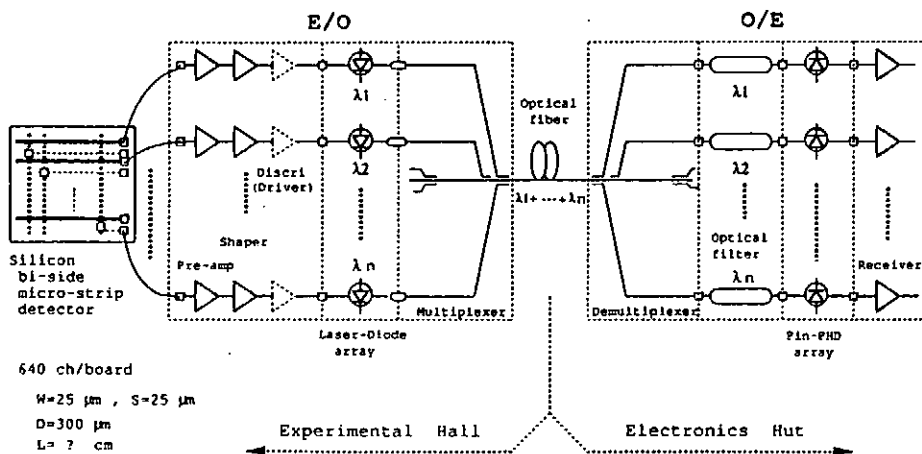 E/O
O/E
λ1
λ2
λn
Discri
(Driver)
Shaper
Pre-amp
Silicon
bi-side
micro-strip
detector
Laser-Diode
array
Multiplexer
Optical
fiber
λ1+ ----+λn
Demultiplexer
λ1
λ2
Optical
filter
λn
Receiver
Pin-PHD
array
640 ch/board
W=25 μm , S=25 μm
D=300 μm
L= ? cm
Experimental Hall
Electronics Hut